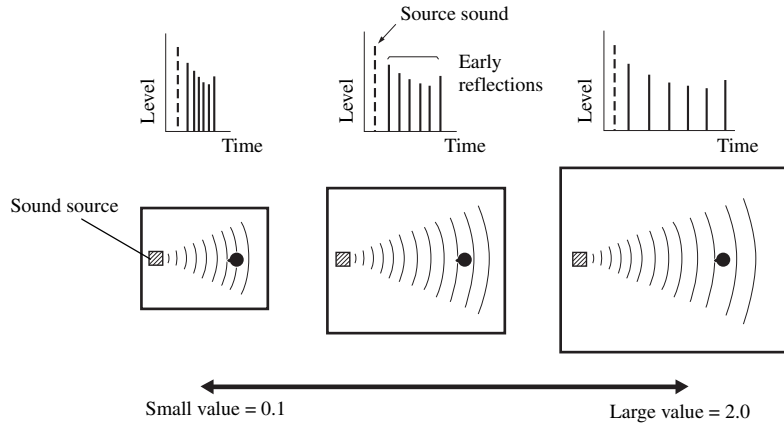 Source sound
Level
Time
Level
Early
reflections
Time
Level
Time
Sound source
Small value = 0.1
Large value = 2.0